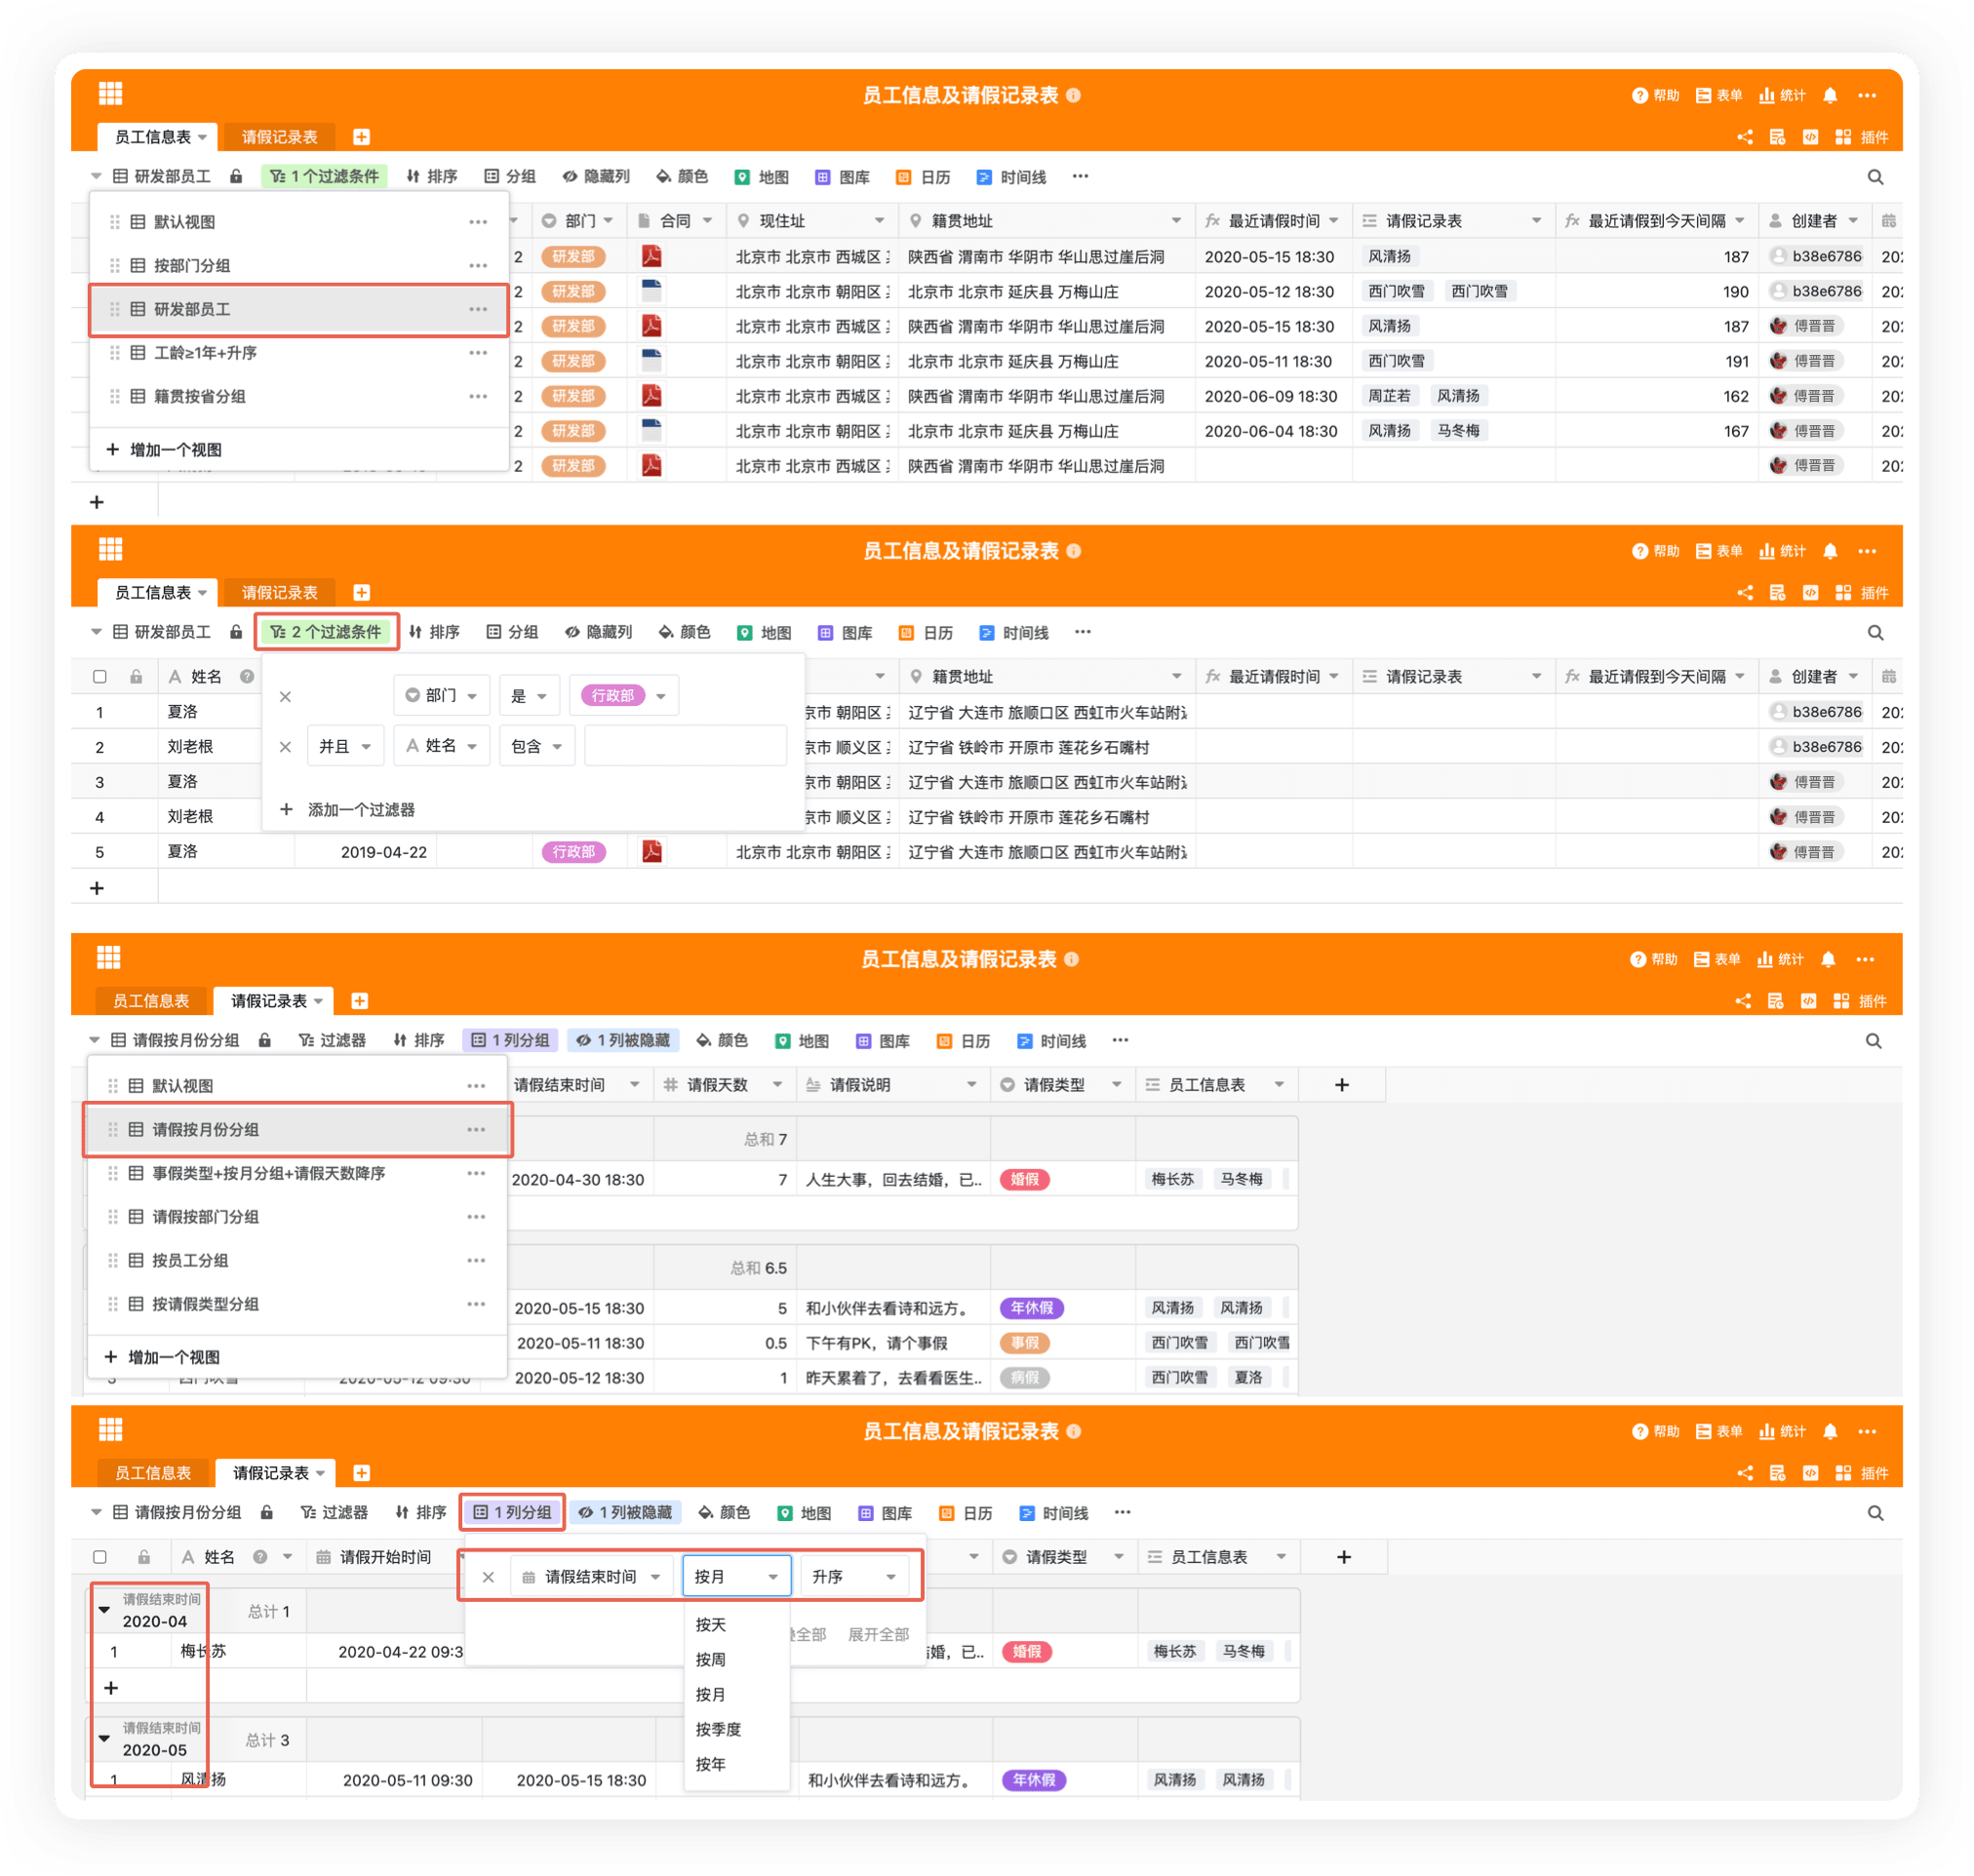 员工信息及请假记录表
帮助 表单 统计
员工信息表 请假记录表
插件
研发部员工 1 个过滤条件 排序 分组 隐藏列 颜色 地图 图库 日历 时间线
部门 合同 现住址 籍贯地址 最近请假时间 请假记录表 最近请假到今天间隔 创建者
默认视图
按部门分组
研发部员工
工龄≥1年+升序
籍贯按省分组
+ 增加一个视图
2 研发部 北京市 北京市 西城区 陕西省 渭南市 华阴市 华山思过崖后洞 2020-05-15 18:30 风清扬 187 b38e6786 202
2 研发部 北京市 北京市 朝阳区 北京市 北京市 延庆县 万梅山庄 2020-05-12 18:30 西门吹雪 西门吹雪 190 b38e6786 202
2 研发部 北京市 北京市 西城区 陕西省 渭南市 华阴市 华山思过崖后洞 2020-05-15 18:30 风清扬 187 傅晋晋 202
2 研发部 北京市 北京市 朝阳区 北京市 北京市 延庆县 万梅山庄 2020-05-11 18:30 西门吹雪 191 傅晋晋 202
2 研发部 北京市 北京市 西城区 陕西省 渭南市 华阴市 华山思过崖后洞 2020-06-09 18:30 周芷若 风清扬 162 傅晋晋 202
2 研发部 北京市 北京市 朝阳区 北京市 北京市 延庆县 万梅山庄 2020-06-04 18:30 风清扬 马冬梅 167 傅晋晋 202
2 研发部 北京市 北京市 西城区 陕西省 渭南市 华阴市 华山思过崖后洞 傅晋晋 202
+
员工信息及请假记录表
帮助 表单 统计
员工信息表 请假记录表
插件
研发部员工 2 个过滤条件 排序 分组 隐藏列 颜色 地图 图库 日历 时间线
姓名 籍贯地址 最近请假时间 请假记录表 最近请假到今天间隔 创建者
部门 是 行政部
并且 姓名 包含
+ 添加一个过滤器
1 夏洛 京市 朝阳区 辽宁省 大连市 旅顺口区 西虹市火车站附 b38e6786 202
2 刘老根 京市 顺义区 辽宁省 铁岭市 开原市 莲花乡石嘴村 b38e6786 202
3 夏洛 京市 朝阳区 辽宁省 大连市 旅顺口区 西虹市火车站附 傅晋晋 202
4 刘老根 京市 顺义区 辽宁省 铁岭市 开原市 莲花乡石嘴村 傅晋晋 202
5 夏洛 2019-04-22 行政部 北京市 北京市 朝阳区 辽宁省 大连市 旅顺口区 西虹市火车站附 傅晋晋 202
+
员工信息及请假记录表
帮助 表单 统计
员工信息表 请假记录表
插件
请假按月份分组 过滤器 排序 1 列分组 1 列被隐藏 颜色 地图 图库 日历 时间线
请假结束时间 请假天数 请假说明 请假类型 员工信息表 +
默认视图
请假按月份分组
事假类型+按月分组+请假天数降序
请假按部门分组
按员工分组
按请假类型分组
+ 增加一个视图
总和 7
2020-04-30 18:30 7 人生大事，回去结婚，已.. 婚假 梅长苏 马冬梅
总和 6.5
2020-05-15 18:30 5 和小伙伴去看诗和远方。 年休假 风清扬 风清扬
2020-05-11 18:30 0.5 下午有PK，请个事假 事假 西门吹雪 西门吹雪
3 西门吹雪 2020-05-12 09:30 2020-05-12 18:30 1 昨天累着了，去看看医生.. 病假 西门吹雪 夏洛
员工信息及请假记录表
帮助 表单 统计
员工信息表 请假记录表
插件
请假按月份分组 过滤器 排序 1 列分组 1 列被隐藏 颜色 地图 图库 日历 时间线
姓名 请假开始时间 请假类型 员工信息表 +
请假结束时间 按月 升序
按天
按周
按月
按季度
按年
全部 展开全部
请假结束时间
2020-04 总计 1
1 梅长苏 2020-04-22 09:3 婚，已.. 婚假 梅长苏 马冬梅
+
请假结束时间
2020-05 总计 3
1 风清扬 2020-05-11 09:30 2020-05-15 18:30 和小伙伴去看诗和远方。 年休假 风清扬 风清扬